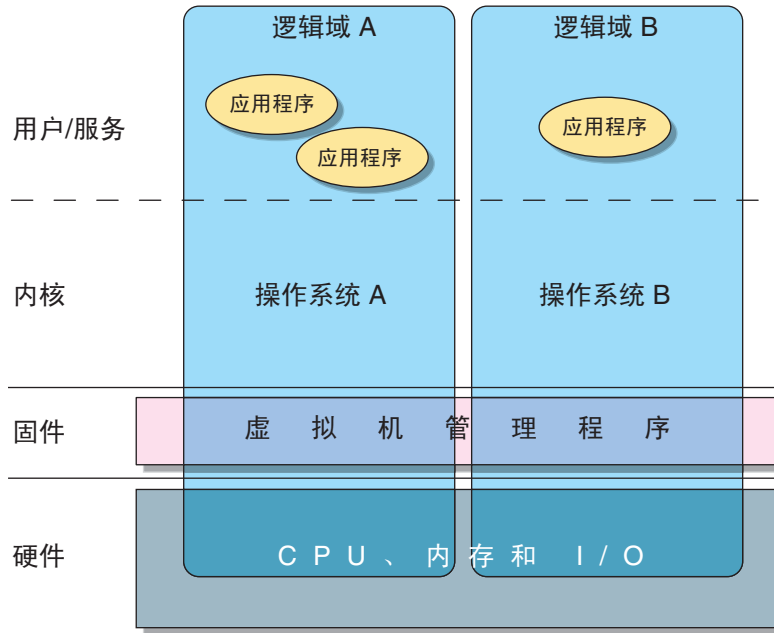 逻辑域 A
逻辑域 B
应用程序
应用程序
应用程序
用户/服务
内核
操作系统 A
操作系统 B
固件
虚拟机管理程序
硬件
CPU、内存和 I/O